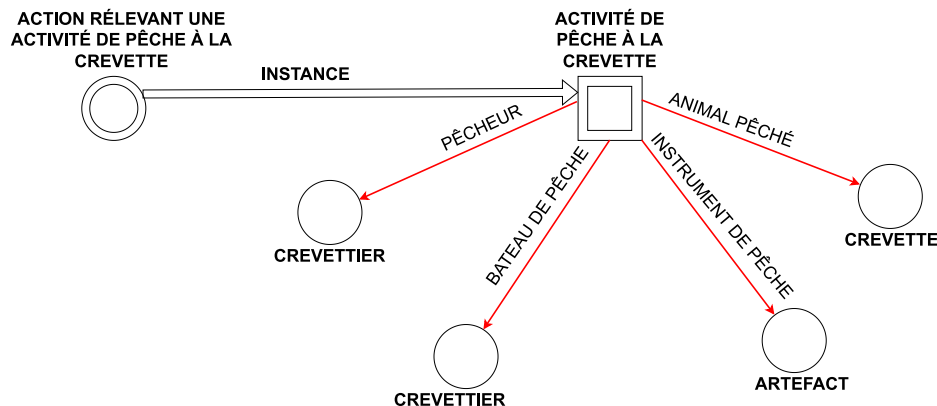 ACTION RÉLEVANT UNE
ACTIVITÉ DE PÊCHE À LA
CREVETTE
ACTIVITÉ DE
PÊCHE À LA
CREVETTE
INSTANCE
PÊCHEUR
ANIMAL PÊCHÉ
BATEAU DE PÊCHE
INSTRUMENT DE PÊCHE
CREVETTIER
CREVETTE
CREVETTIER
ARTEFACT